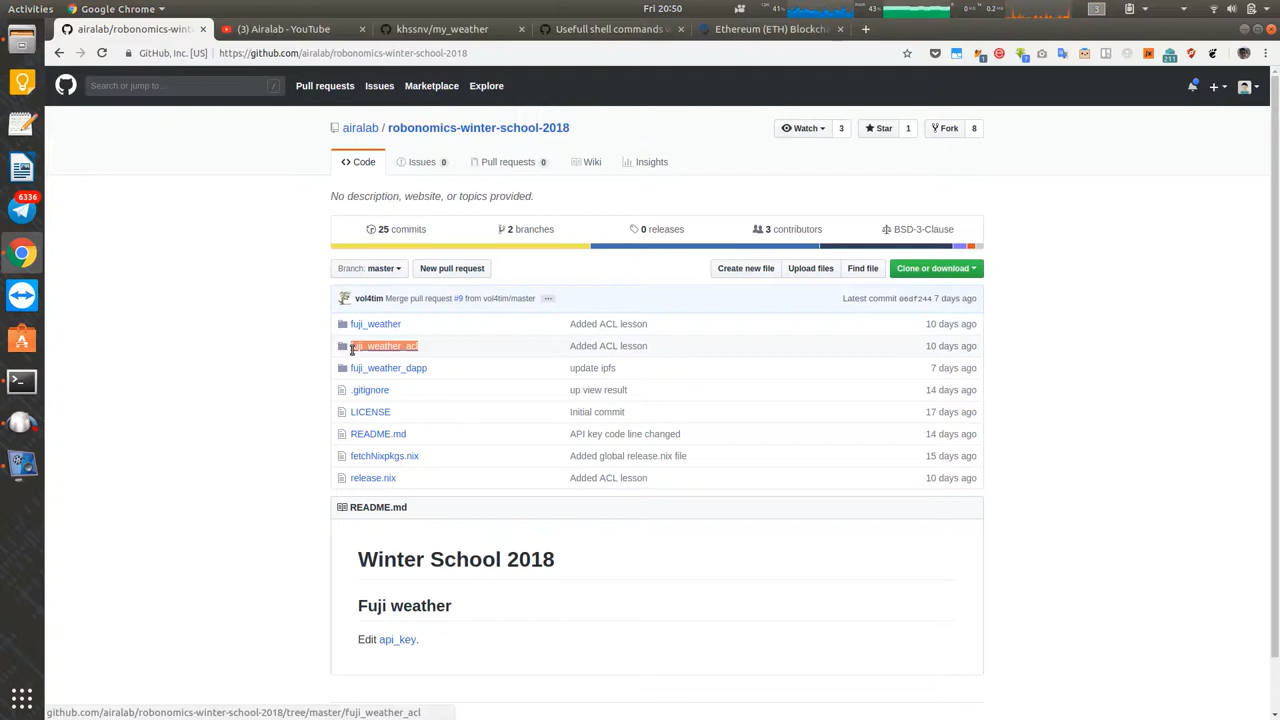 Activities
Google Chrome
Fri 20:50
41
43
0.2
3
airalab/robonomics-wint
(3) Airalab - YouTube
khssnv/my_weather
Usefull shell commands
Ethereum (ETH) Blockcha
GitHub, Inc. [US]
https://github.com/airalab/robonomics-winter-school-2018
Search or jump to...
/
Pull requests
Issues
Marketplace
Explore
airalab / robonomics-winter-school-2018
Watch
3
Star
1
Fork
8
Code
Issues 0
Pull requests 0
Wiki
Insights
No description, website, or topics provided.
25 commits
2 branches
0 releases
3 contributors
BSD-3-Clause
Branch: master
New pull request
Create new file
Upload files
Find file
Clone or download
vol4tim Merge pull request #9 from vol4tim/master
Latest commit 06df244 7 days ago
fuji_weather
Added ACL lesson
10 days ago
fuji_weather_acl
Added ACL lesson
10 days ago
fuji_weather_dapp
update ipfs
7 days ago
.gitignore
up view result
14 days ago
LICENSE
Initial commit
17 days ago
README.md
API key code line changed
14 days ago
fetchNixpkgs.nix
Added global release.nix file
15 days ago
release.nix
Added ACL lesson
10 days ago
README.md
Winter School 2018
Fuji weather
Edit api_key.
6336
211
github.com/airalab/robonomics-winter-school-2018/tree/master/fuji_weather_acl